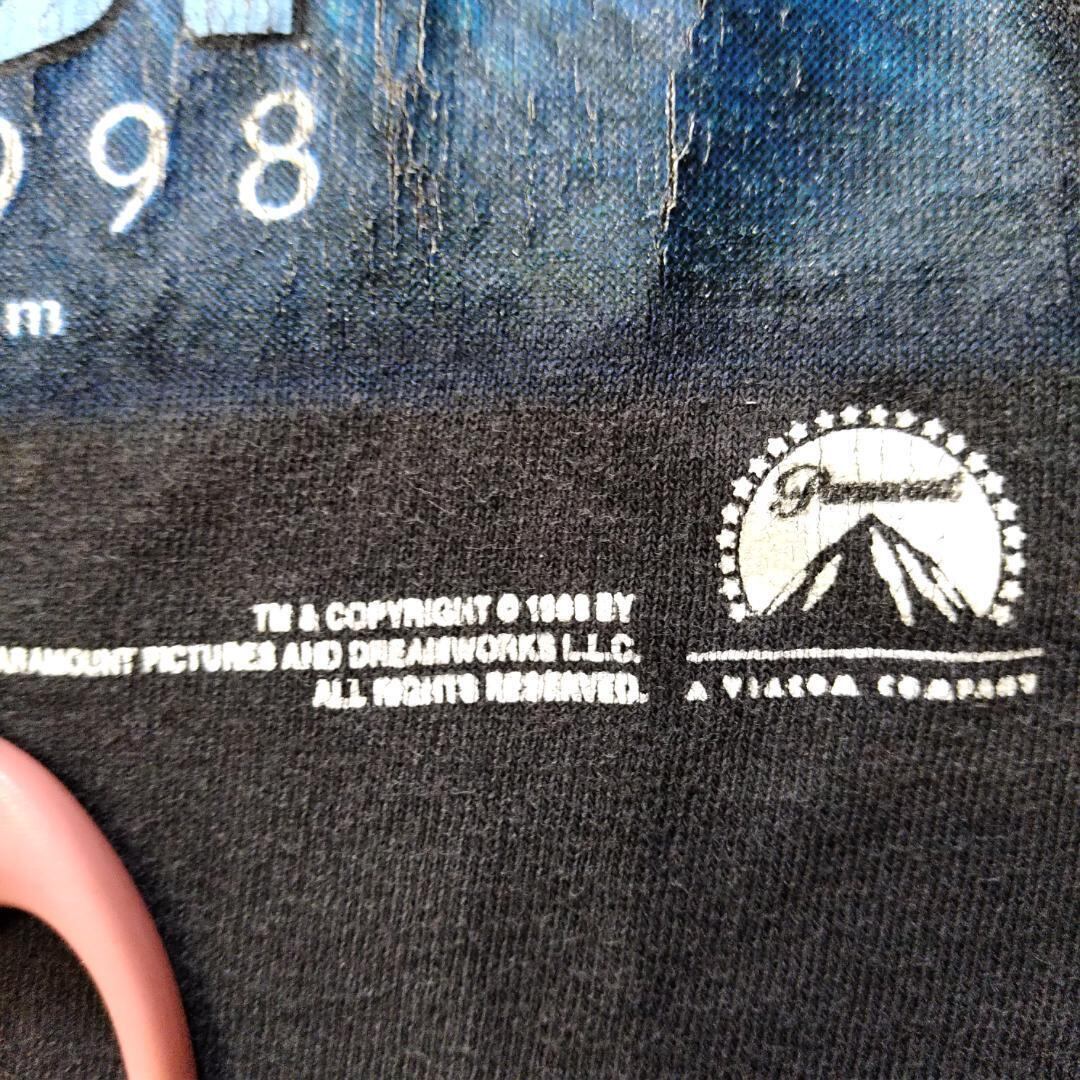 998
m
Paramount
TM & COPYRIGHT © 1998 BY
ARAMOUNT PICTURES AND DREAMWORKS L.L.C.
ALL RIGHTS RESERVED.
A VIACOM COMPANY